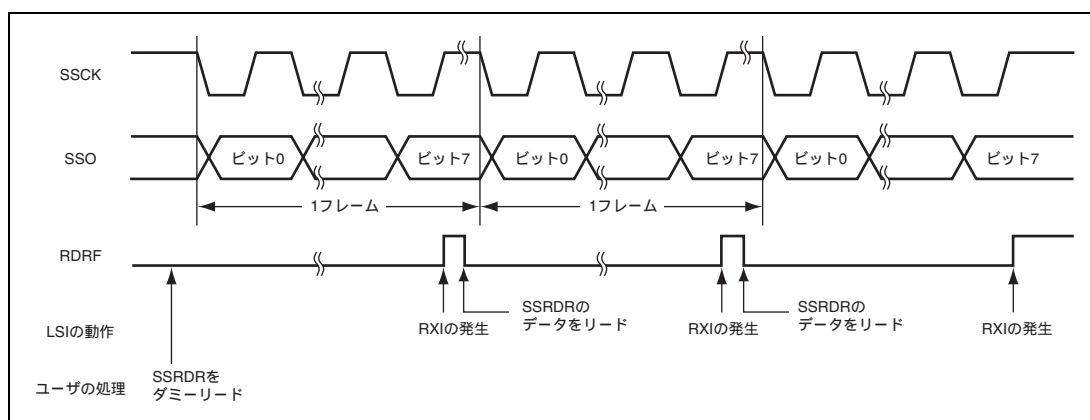 SSCK
SSO
ビット0
ビット7
ビット0
ビット7
ビット0
ビット7
1フレーム
1フレーム
RDRF
LSIの動作
RXIの発生
SSRDRの
データをリード
RXIの発生
SSRDRの
データをリード
RXIの発生
ユーザの処理
SSRDRを
ダミーリード